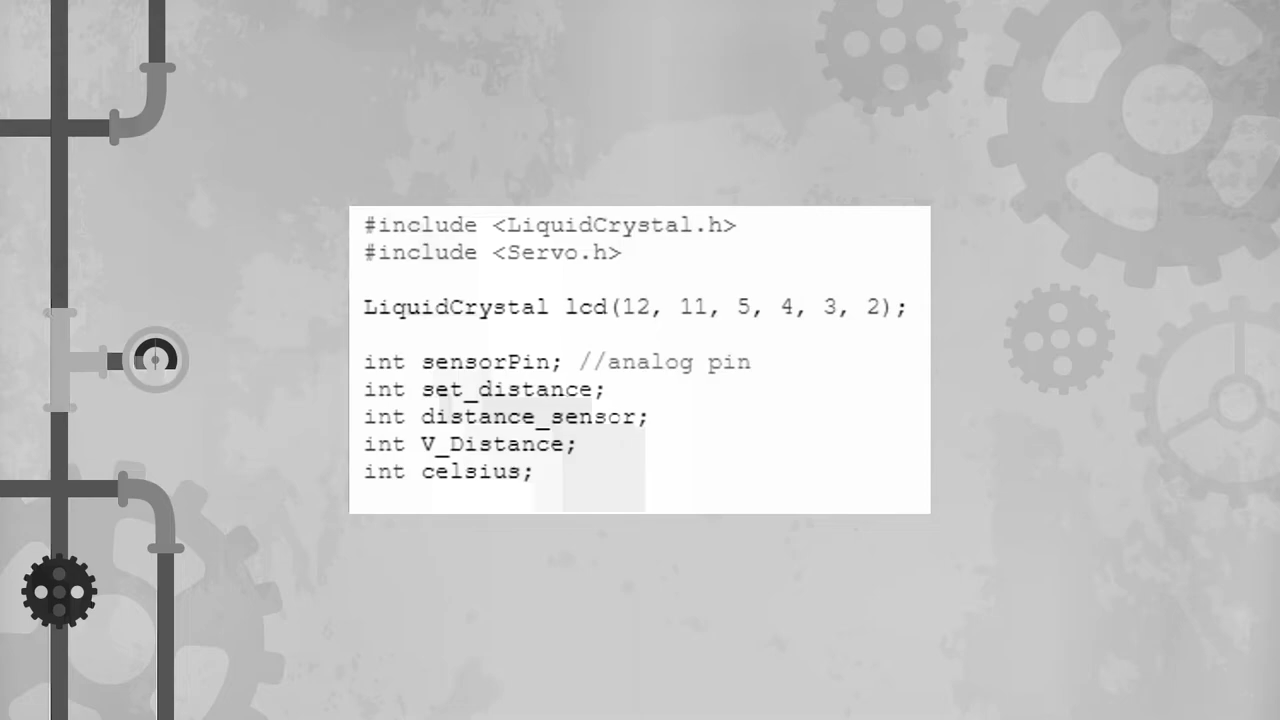 #include <LiquidCrystal.h>
#include <Servo.h>
LiquidCrystal lcd(12, 11, 5, 4, 3, 2);
int sensorPin; //analog pin
int set_distance;
int distance_sensor;
int V_Distance;
int celsius;